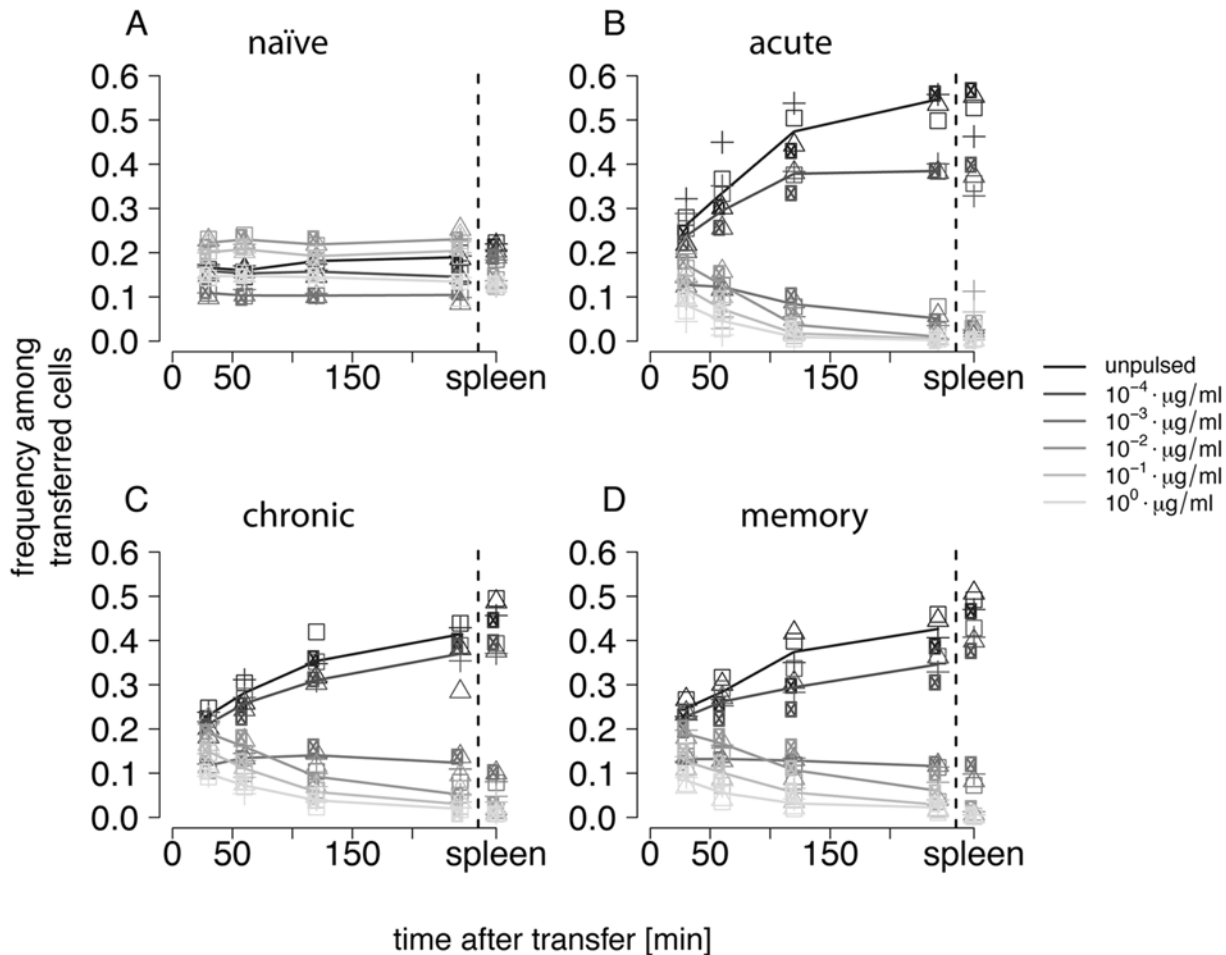 A
naïve
0.6
0.5
0.4
0.3
0.2
0.1
0.0
0 50 150 spleen
B
acute
0.6
0.5
0.4
0.3
0.2
0.1
0.0
0 50 150 spleen
unpulsed
10⁻⁴ · μg/ml
10⁻³ · μg/ml
10⁻² · μg/ml
10⁻¹ · μg/ml
10⁰ · μg/ml
frequency among
transferred cells
C
chronic
0.6
0.5
0.4
0.3
0.2
0.1
0.0
0 50 150 spleen
D
memory
0.6
0.5
0.4
0.3
0.2
0.1
0.0
0 50 150 spleen
time after transfer [min]